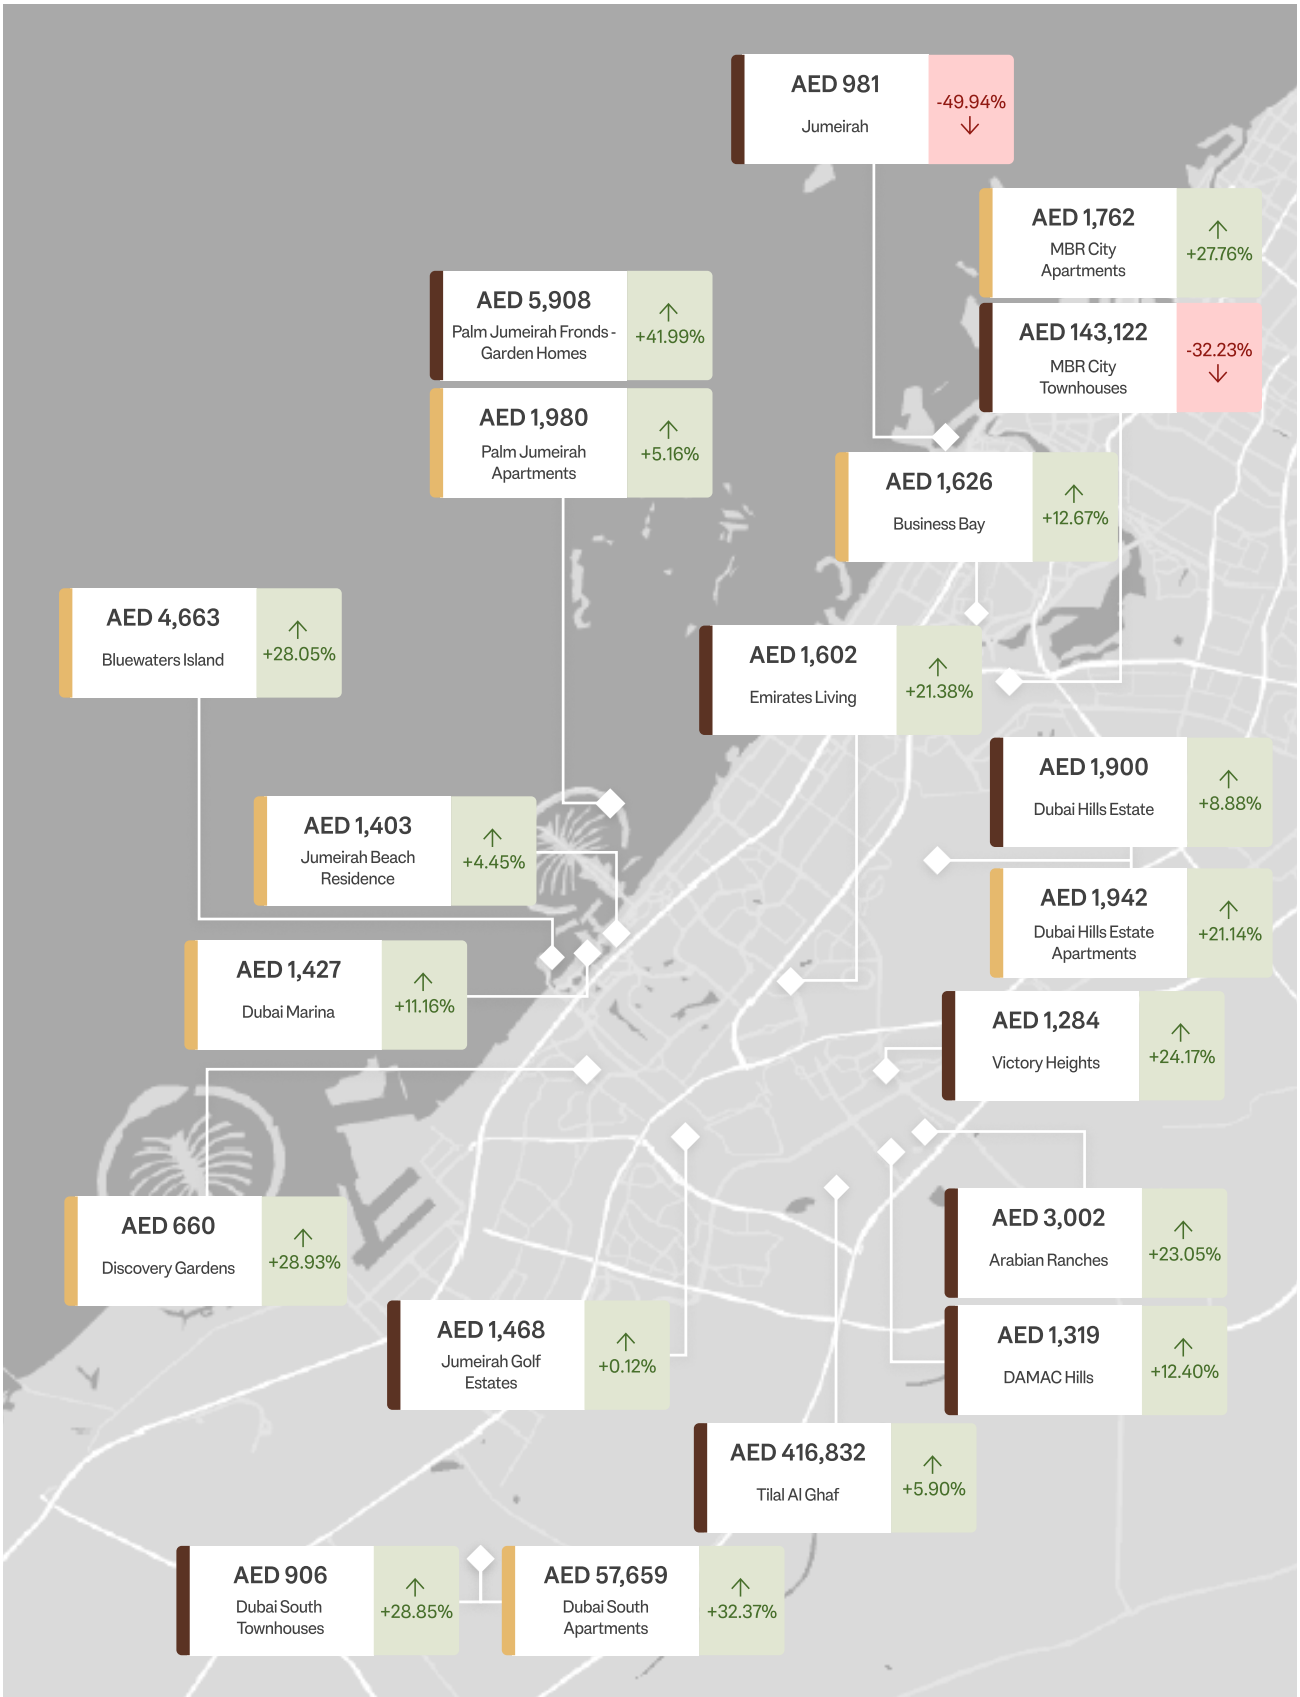 AED 981
Jumeirah
-49.94%
AED 1,762
MBR City
Apartments
+27.76%
AED 143,122
MBR City
Townhouses
-32.23%
AED 5,908
Palm Jumeirah Fronds -
Garden Homes
+41.99%
AED 1,980
Palm Jumeirah
Apartments
+5.16%
AED 1,626
Business Bay
+12.67%
AED 4,663
Bluewaters Island
+28.05%
AED 1,602
Emirates Living
+21.38%
AED 1,900
Dubai Hills Estate
+8.88%
AED 1,403
Jumeirah Beach
Residence
+4.45%
AED 1,942
Dubai Hills Estate
Apartments
+21.14%
AED 1,427
Dubai Marina
+11.16%
AED 1,284
Victory Heights
+24.17%
AED 660
Discovery Gardens
+28.93%
AED 3,002
Arabian Ranches
+23.05%
AED 1,468
Jumeirah Golf
Estates
+0.12%
AED 1,319
DAMAC Hills
+12.40%
AED 416,832
Tilal Al Ghaf
+5.90%
AED 906
Dubai South
Townhouses
+28.85%
AED 57,659
Dubai South
Apartments
+32.37%